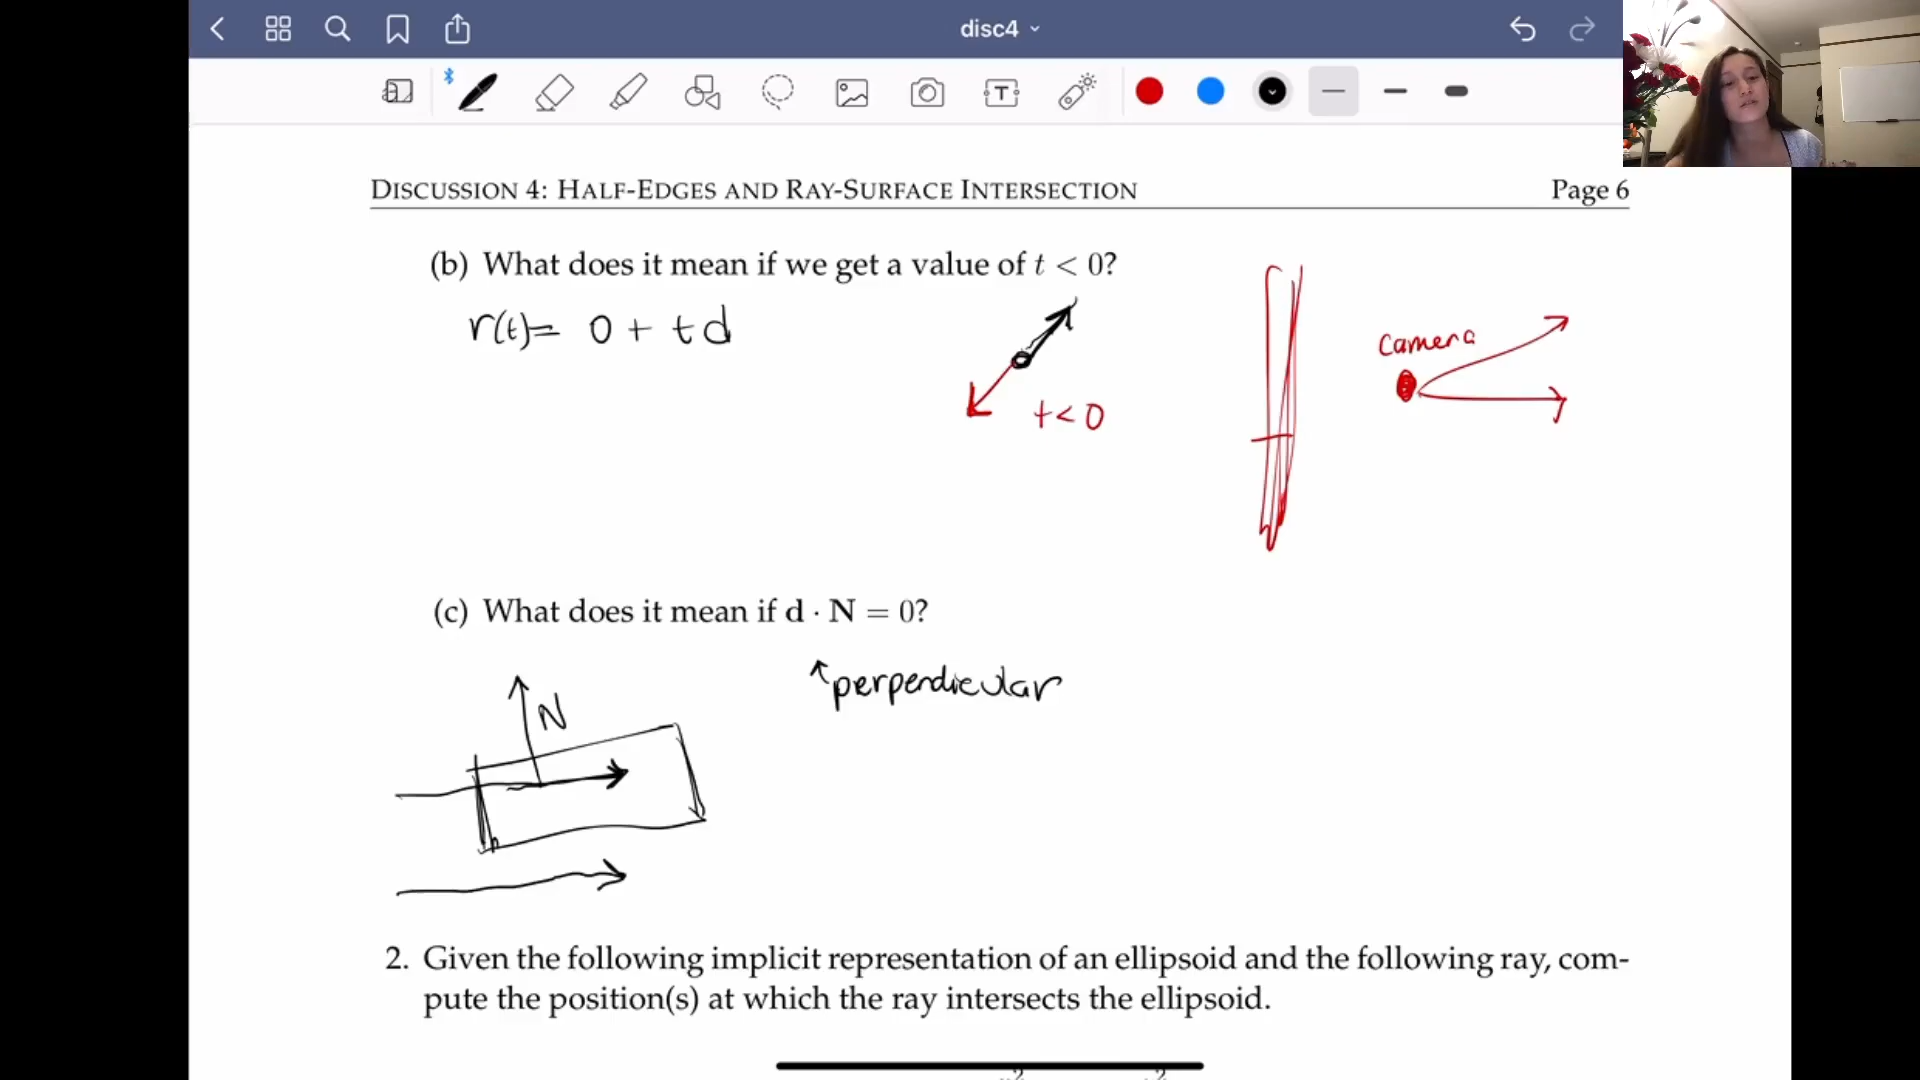 disc4
T
DISCUSSION 4: HALF-EDGES AND RAY-SURFACE INTERSECTION Page 6
(b) What does it mean if we get a value of t < 0?
r(t)= O + td
camera
t<0
(c) What does it mean if d · N = 0?
perpendicular
N
2. Given the following implicit representation of an ellipsoid and the following ray, com-
pute the position(s) at which the ray intersects the ellipsoid.